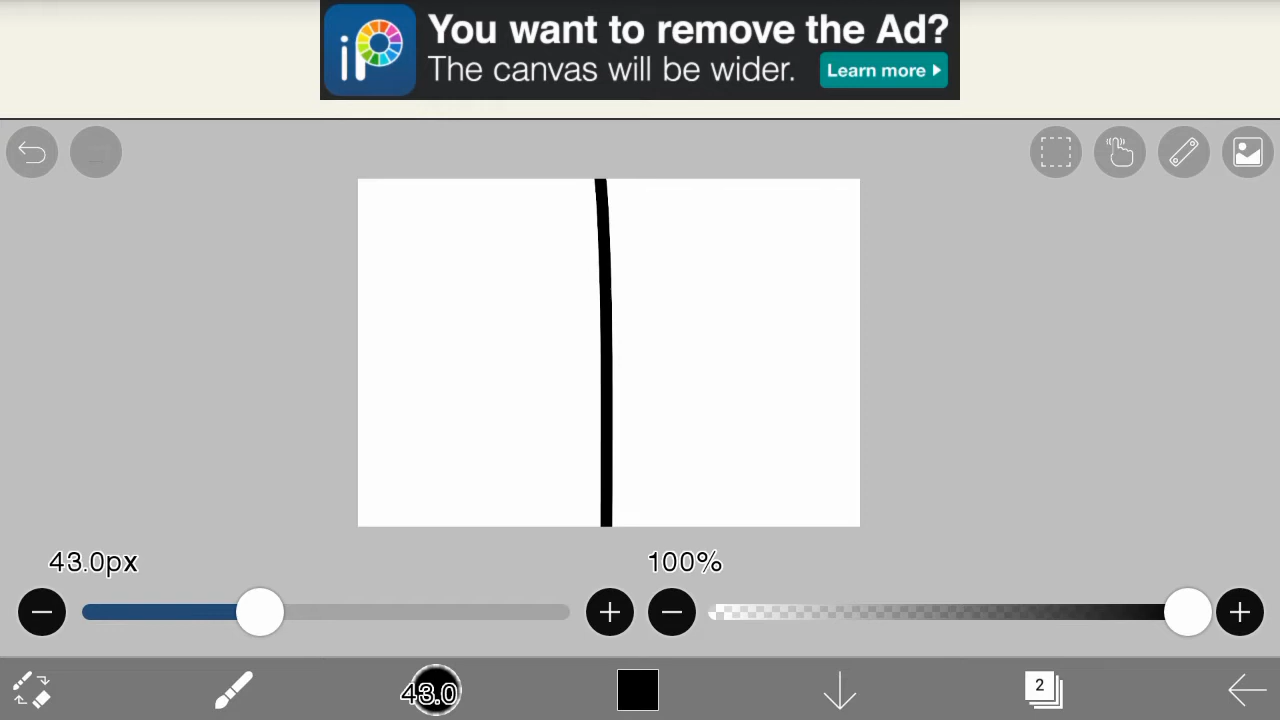 iP
You want to remove the Ad?
The canvas will be wider.
Learn more
43.0px
100%
43.0
2